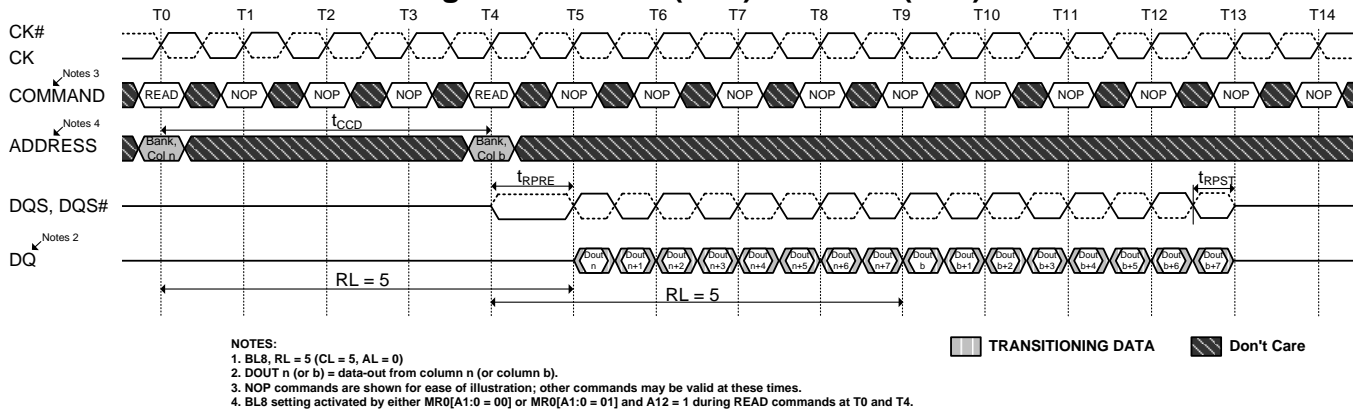 T0 T1 T2 T3 T4 T5 T6 T7 T8 T9 T10 T11 T12 T13 T14
CK#
CK
Notes 3
COMMAND READ NOP NOP NOP READ NOP NOP NOP NOP NOP NOP NOP NOP NOP NOP
tCCD
Notes 4
ADDRESS Bank, Col n Bank, Col b
tRPRE tRPST
DQS, DQS#
Notes 2
DQ Dout n Dout n+1 Dout n+2 Dout n+3 Dout n+4 Dout n+5 Dout n+6 Dout n+7 Dout b Dout b+1 Dout b+2 Dout b+3 Dout b+4 Dout b+5 Dout b+6 Dout b+7
RL = 5 RL = 5
NOTES:
1. BL8, RL = 5 (CL = 5, AL = 0)
2. DOUT n (or b) = data-out from column n (or column b).
3. NOP commands are shown for ease of illustration; other commands may be valid at these times.
4. BL8 setting activated by either MR0[A1:0 = 00] or MR0[A1:0 = 01] and A12 = 1 during READ commands at T0 and T4.
TRANSITIONING DATA Don't Care